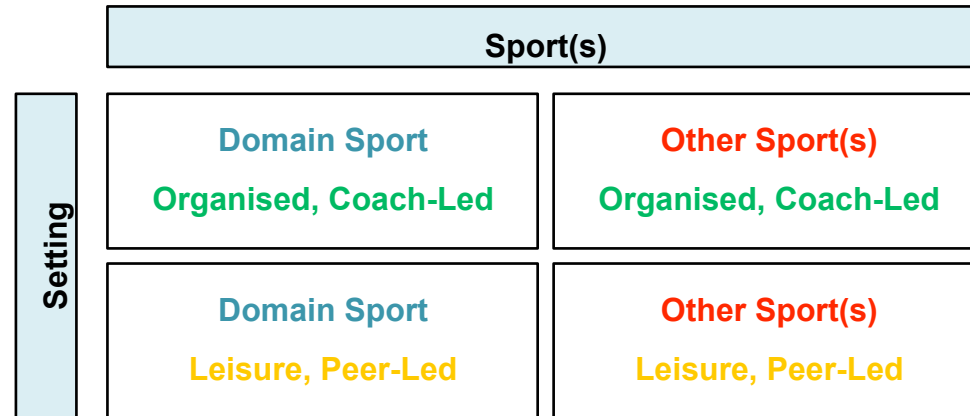 Sport(s)
Setting
Domain Sport
Organised, Coach-Led
Other Sport(s)
Organised, Coach-Led
Domain Sport
Leisure, Peer-Led
Other Sport(s)
Leisure, Peer-Led